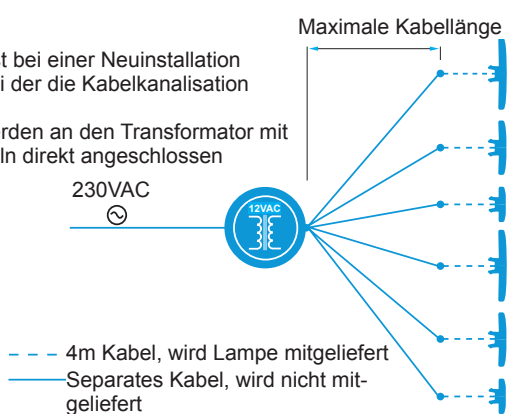 Maximale Kabellänge
st bei einer Neuinstallation
i der die Kabelkanalisation
rden an den Transformator mit
ln direkt angeschlossen
230VAC
12VAC
4m Kabel, wird Lampe mitgeliefert
Separates Kabel, wird nicht mit-
geliefert